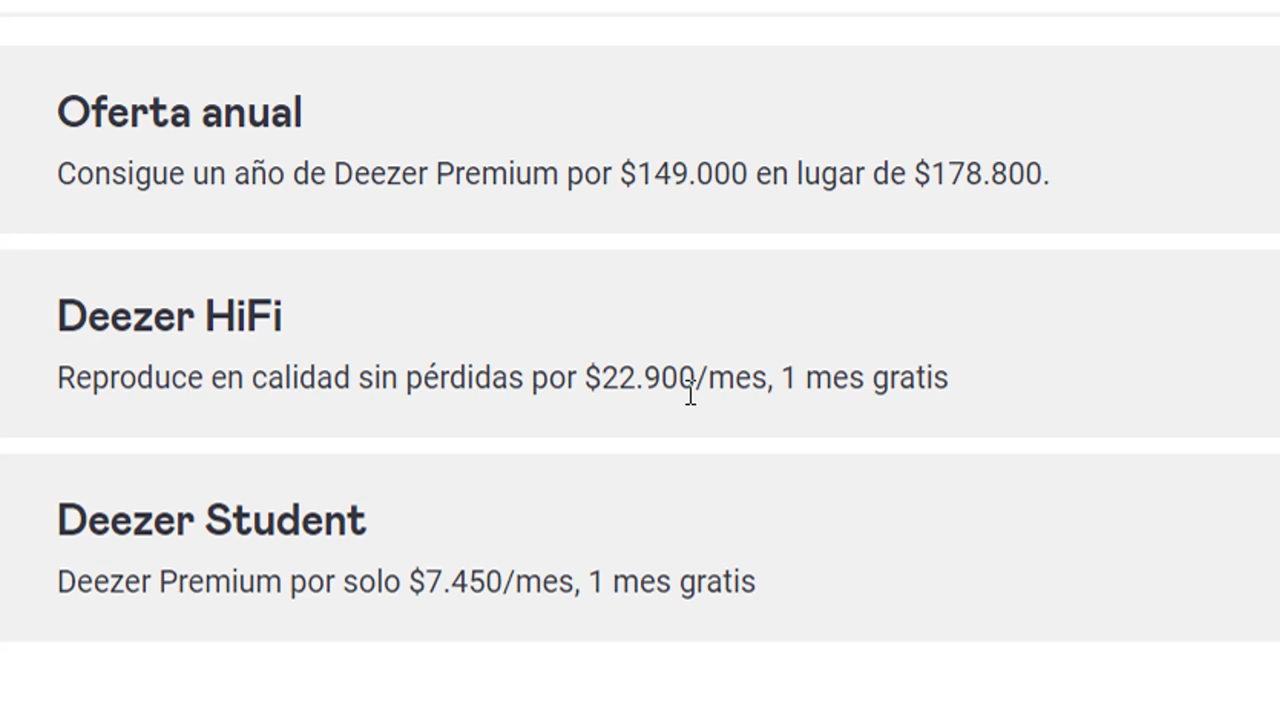 Oferta anual
Consigue un año de Deezer Premium por $149.000 en lugar de $178.800.
Deezer HiFi
Reproduce en calidad sin pérdidas por $22.900/mes, 1 mes gratis
Deezer Student
Deezer Premium por solo $7.450/mes, 1 mes gratis